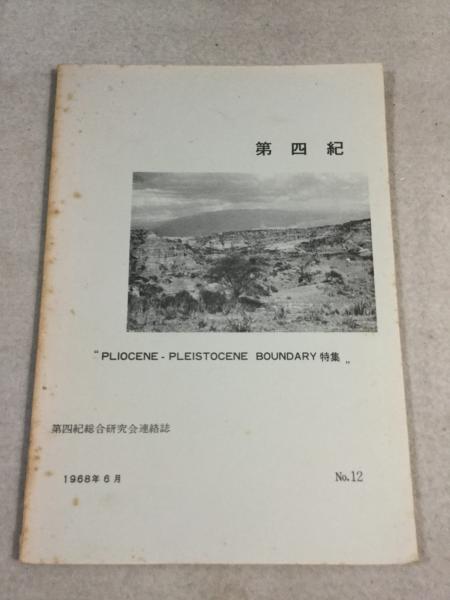 第四紀
“PLIOCENE - PLEISTOCENE BOUNDARY 特集„
第四紀総合研究会連絡誌
1968年6月 No.12